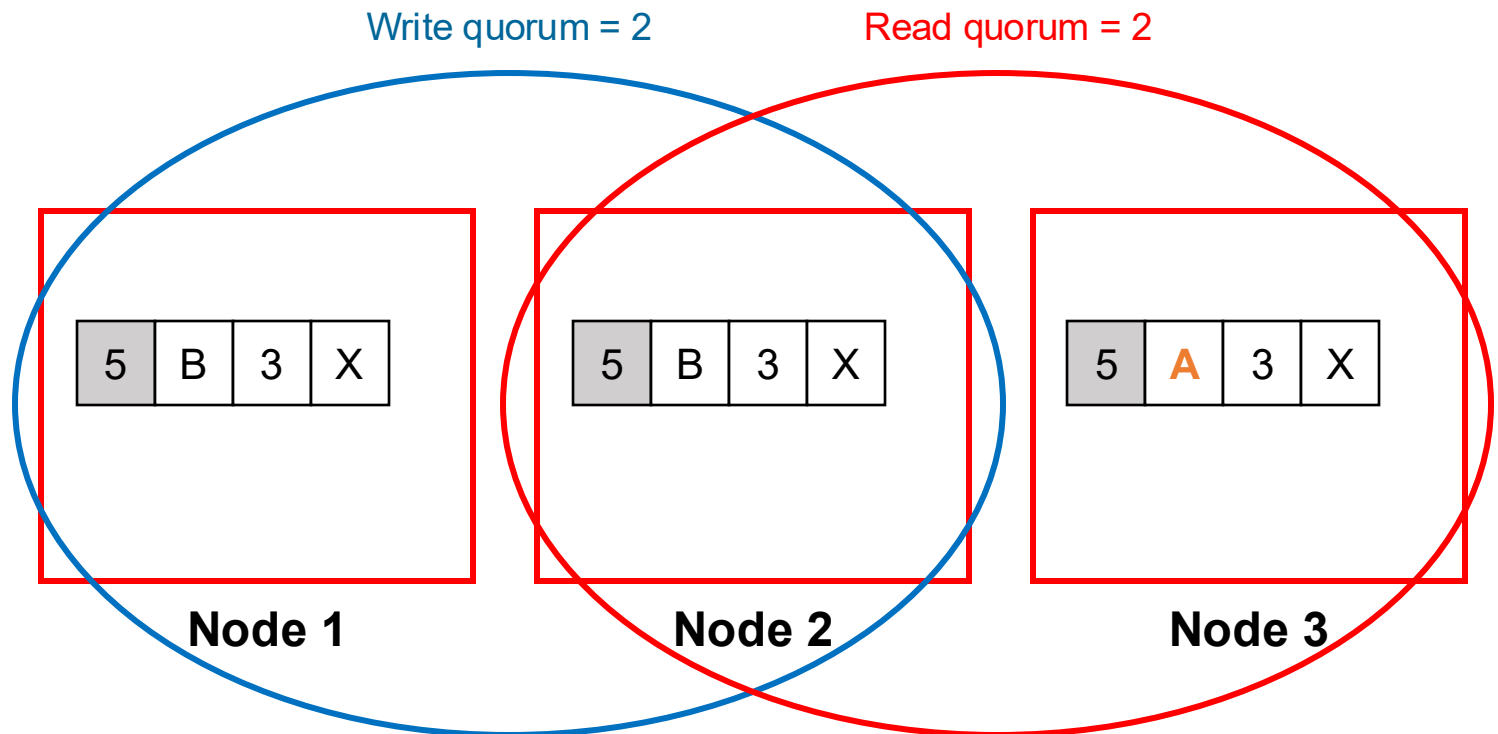 Write quorum = 2 Read quorum = 2
5 B 3 X 5 B 3 X 5 A 3 X
Node 1 Node 2 Node 3